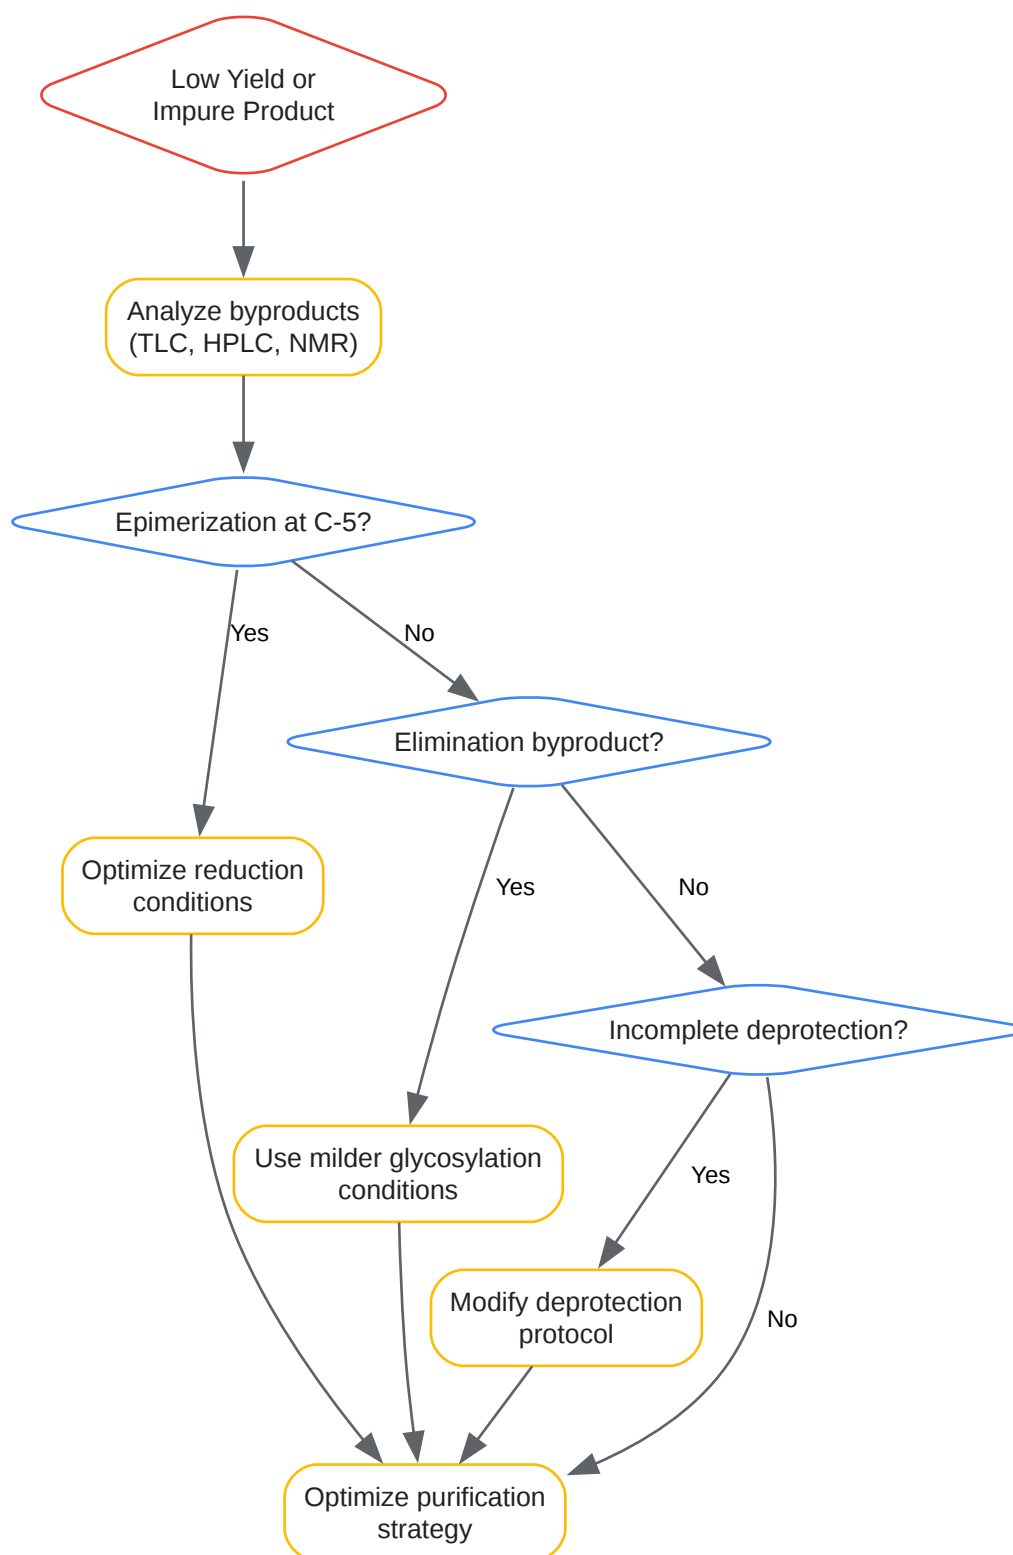 Low Yield or
Impure Product
Analyze byproducts
(TLC, HPLC, NMR)
Epimerization at C-5?
Yes
No
Elimination byproduct?
Optimize reduction
conditions
Yes
No
Incomplete deprotection?
Use milder glycosylation
conditions
Yes
Modify deprotection
protocol
No
Optimize purification
strategy